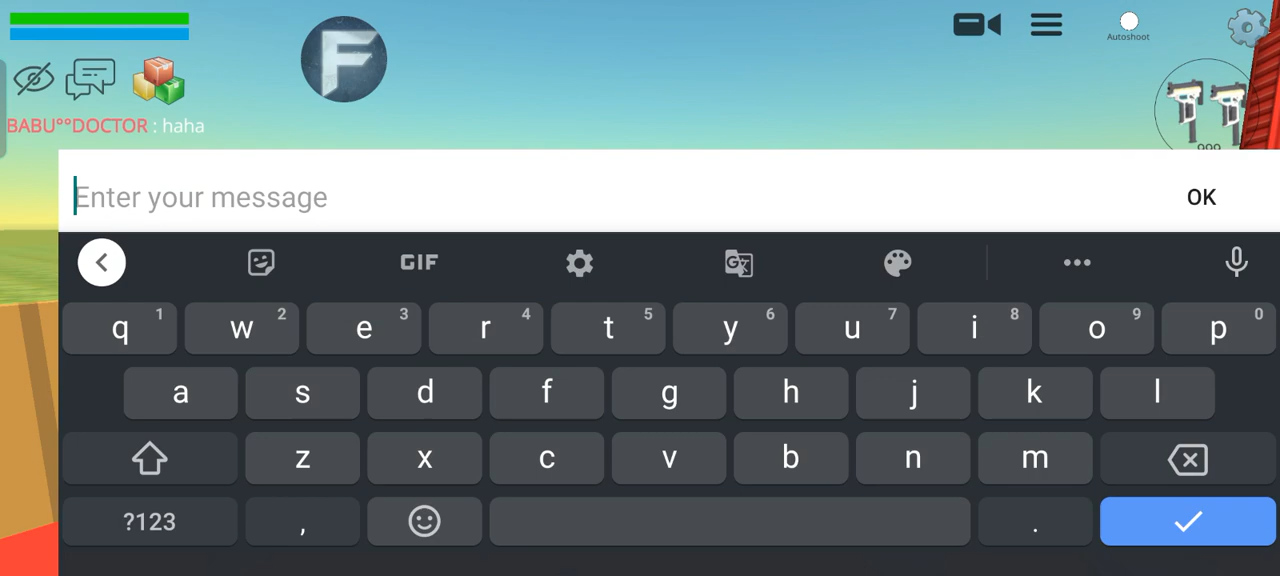 F
Autoshoot
BABU°°DOCTOR : haha
999
Enter your message
OK
GIF
q 1 w 2 e 3 r 4 t 5 y 6 u 7 i 8 o 9 p 0
a s d f g h j k l
z x c v b n m
?123 , .